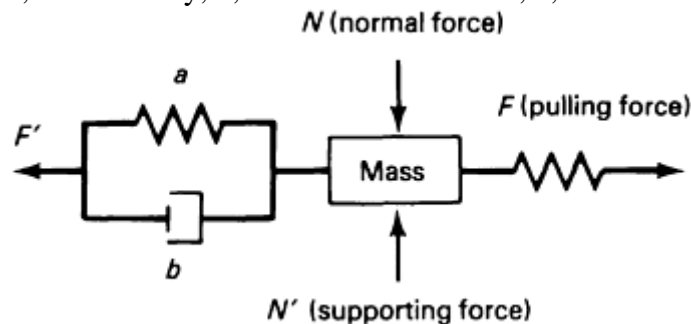 N (normal force)
a
F (pulling force)
F'
Mass
b
N' (supporting force)